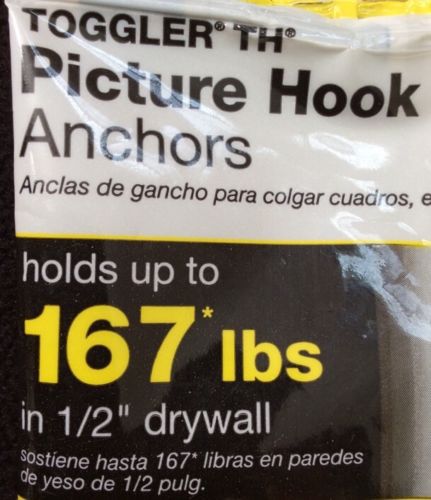 TOGGLER® TH®
Picture Hook
Anchors
Anclas de gancho para colgar cuadros, e
holds up to
167* lbs
in 1/2" drywall
sostiene hasta 167* libras en paredes
de yeso de 1/2 pulg.